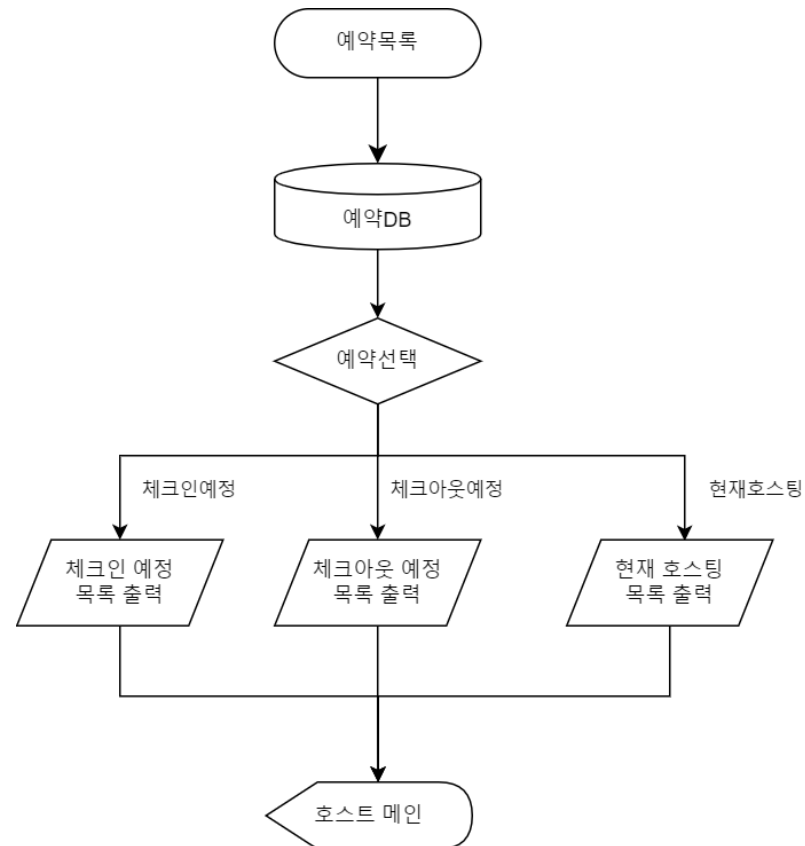 예약목록
예약DB
예약선택
체크인예정
체크아웃예정
현재호스팅
체크인 예정
목록 출력
체크아웃 예정
목록 출력
현재 호스팅
목록 출력
호스트 메인